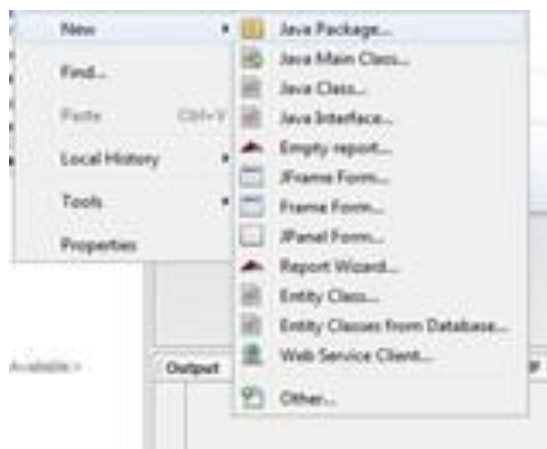 New
Find...
Paste Ctrl+V
Local History
Tools
Properties
Java Package...
Java Main Class...
Java Class...
Java Interface...
Empty report...
JFrame Form...
Frame Form...
JPanel Form...
Report Wizard...
Entity Class...
Entity Classes from Database...
Web Service Client...
Other...
Available>
Output